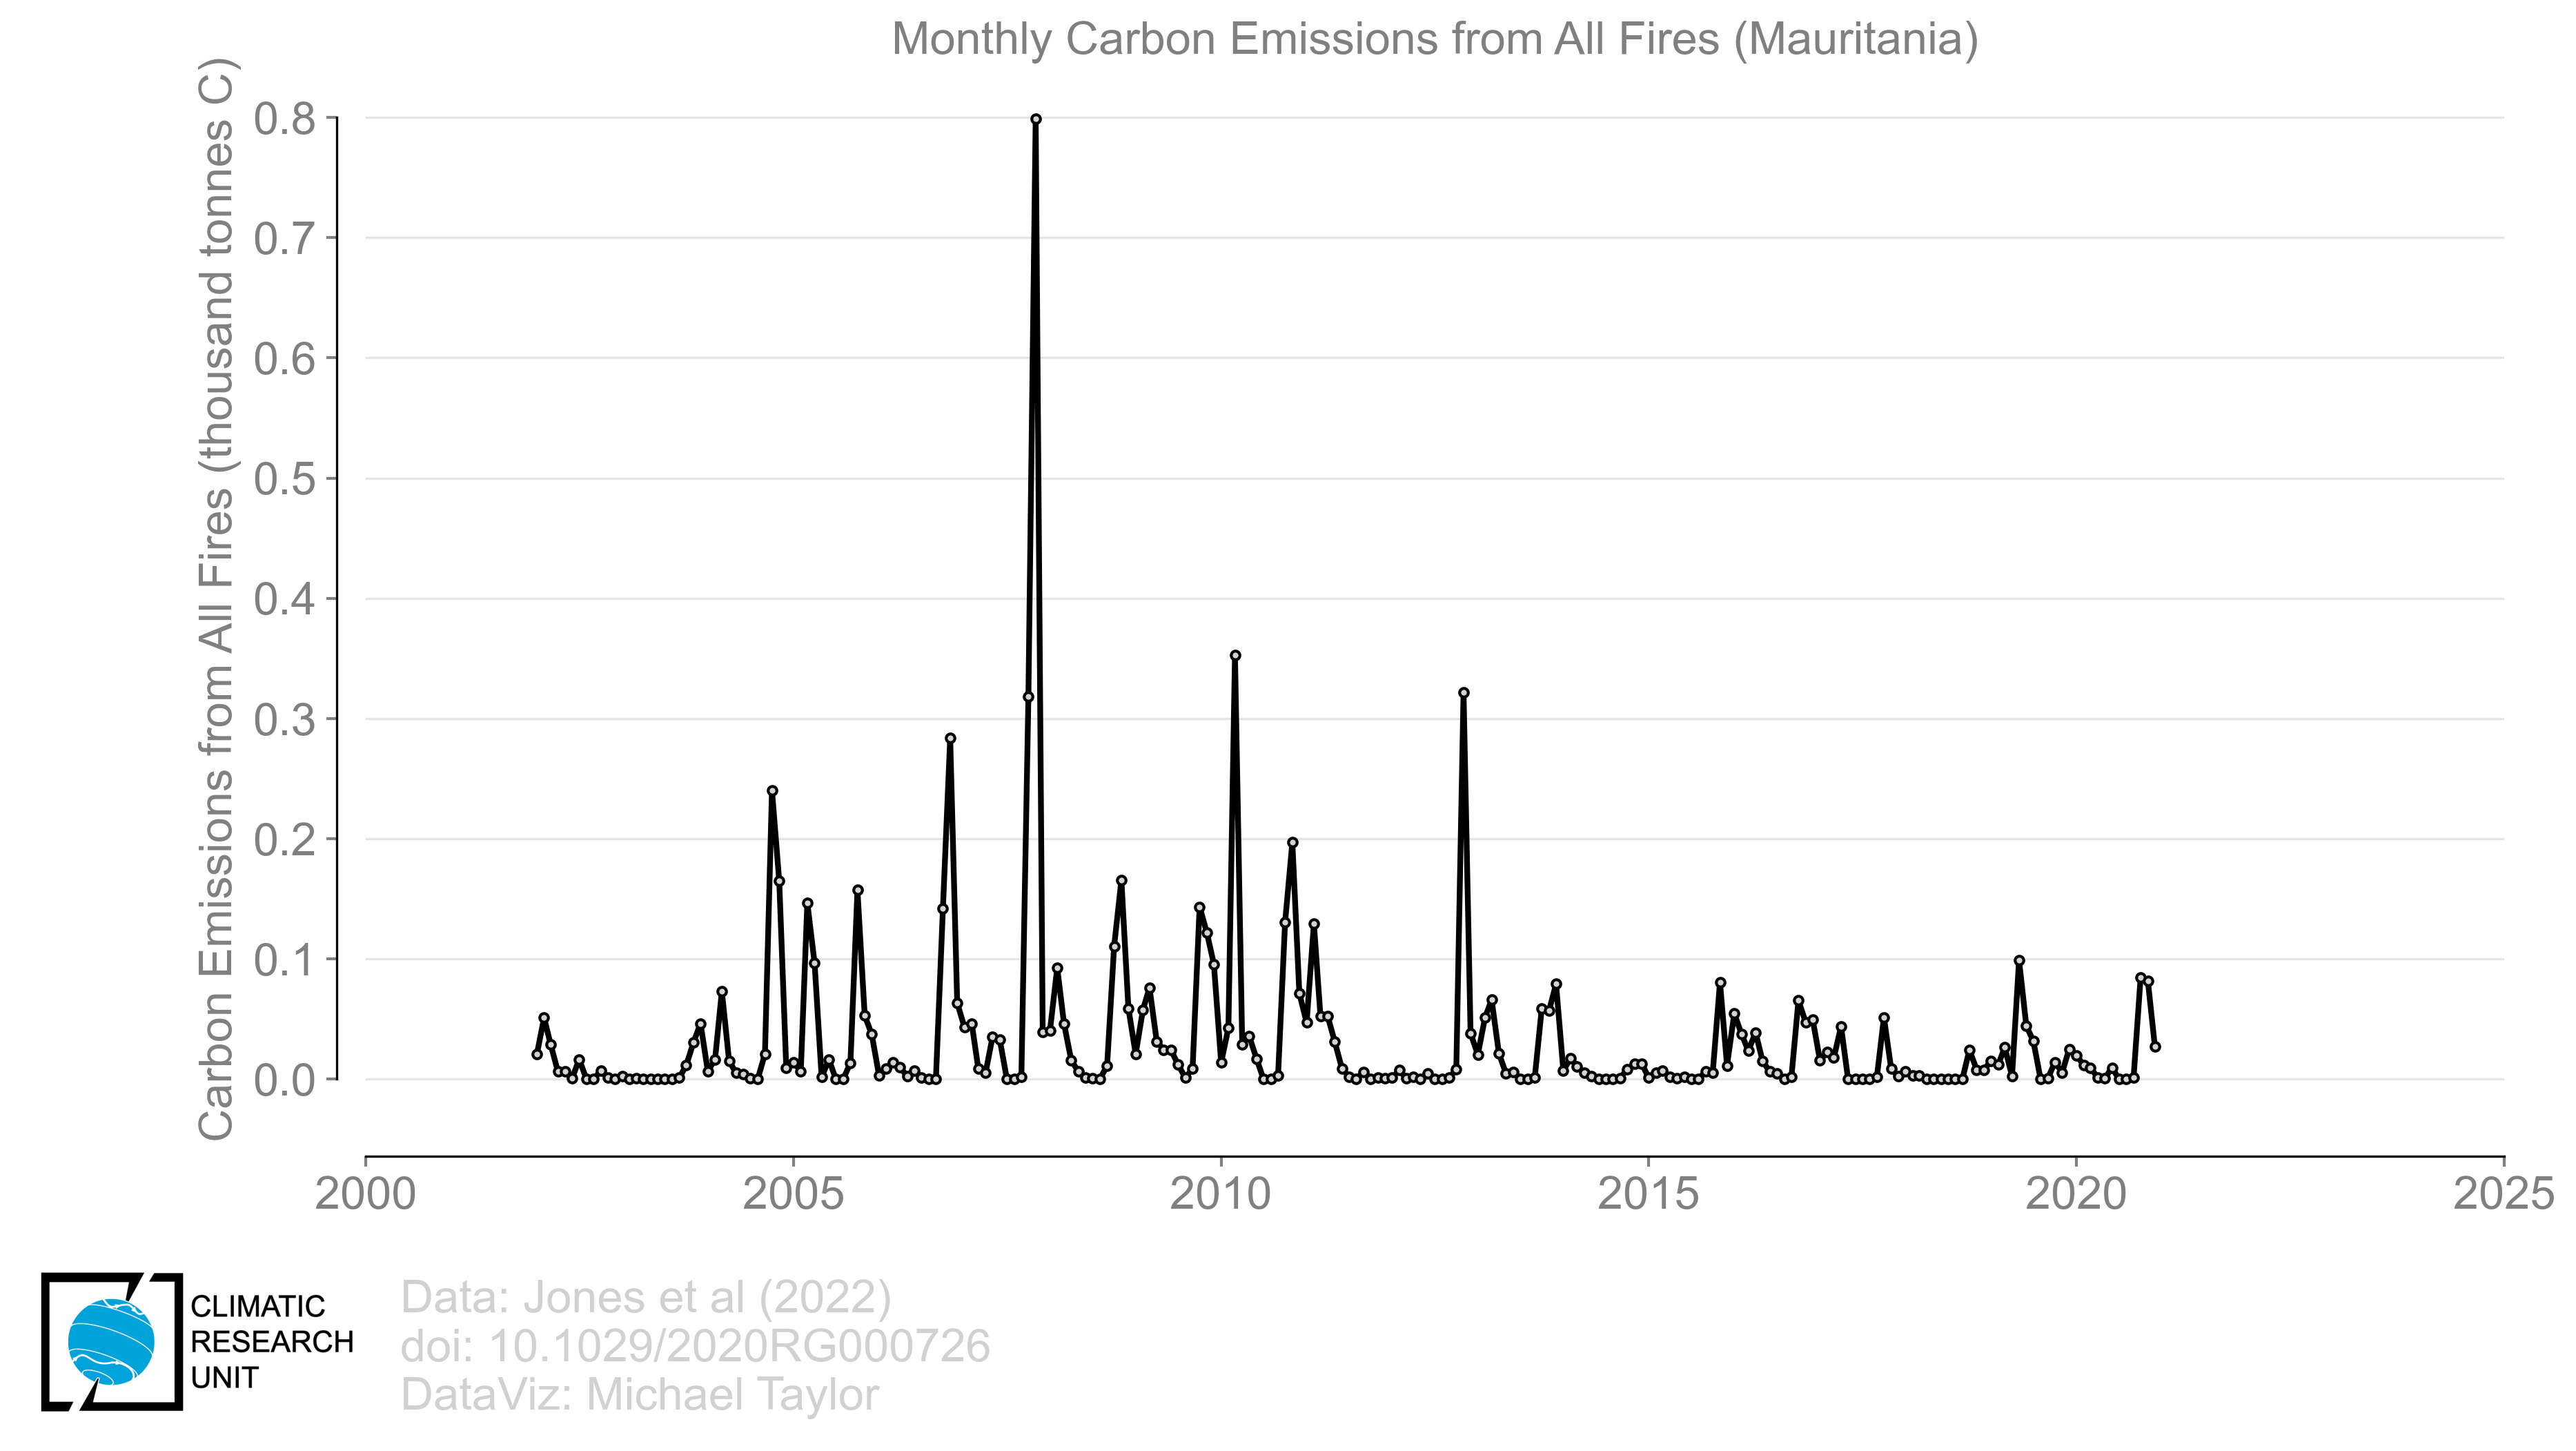 Monthly Carbon Emissions from All Fires (Mauritania)
Carbon Emissions from All Fires (thousand tonnes C)
0.8
0.7
0.6
0.5
0.4
0.3
0.2
0.1
0.0
2000 2005 2010 2015 2020 2025
CLIMATIC
RESEARCH
UNIT
Data: Jones et al (2022)
doi: 10.1029/2020RG000726
DataViz: Michael Taylor